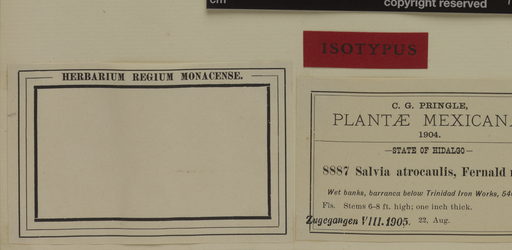 cm
copyright reserved
ISOTYPUS
HERBARIUM REGIUM MONACENSE.
C. G. PRINGLE,
PLANTÆ MEXICAN
1904.
—STATE OF HIDALGO—
8887 Salvia atrocaulis, Fernald
Wet banks, barranca below Trinidad Iron Works,
Fls. Stems 6-8 ft. high; one inch thick.
Zugegangen VIII.1905. 22. Aug.